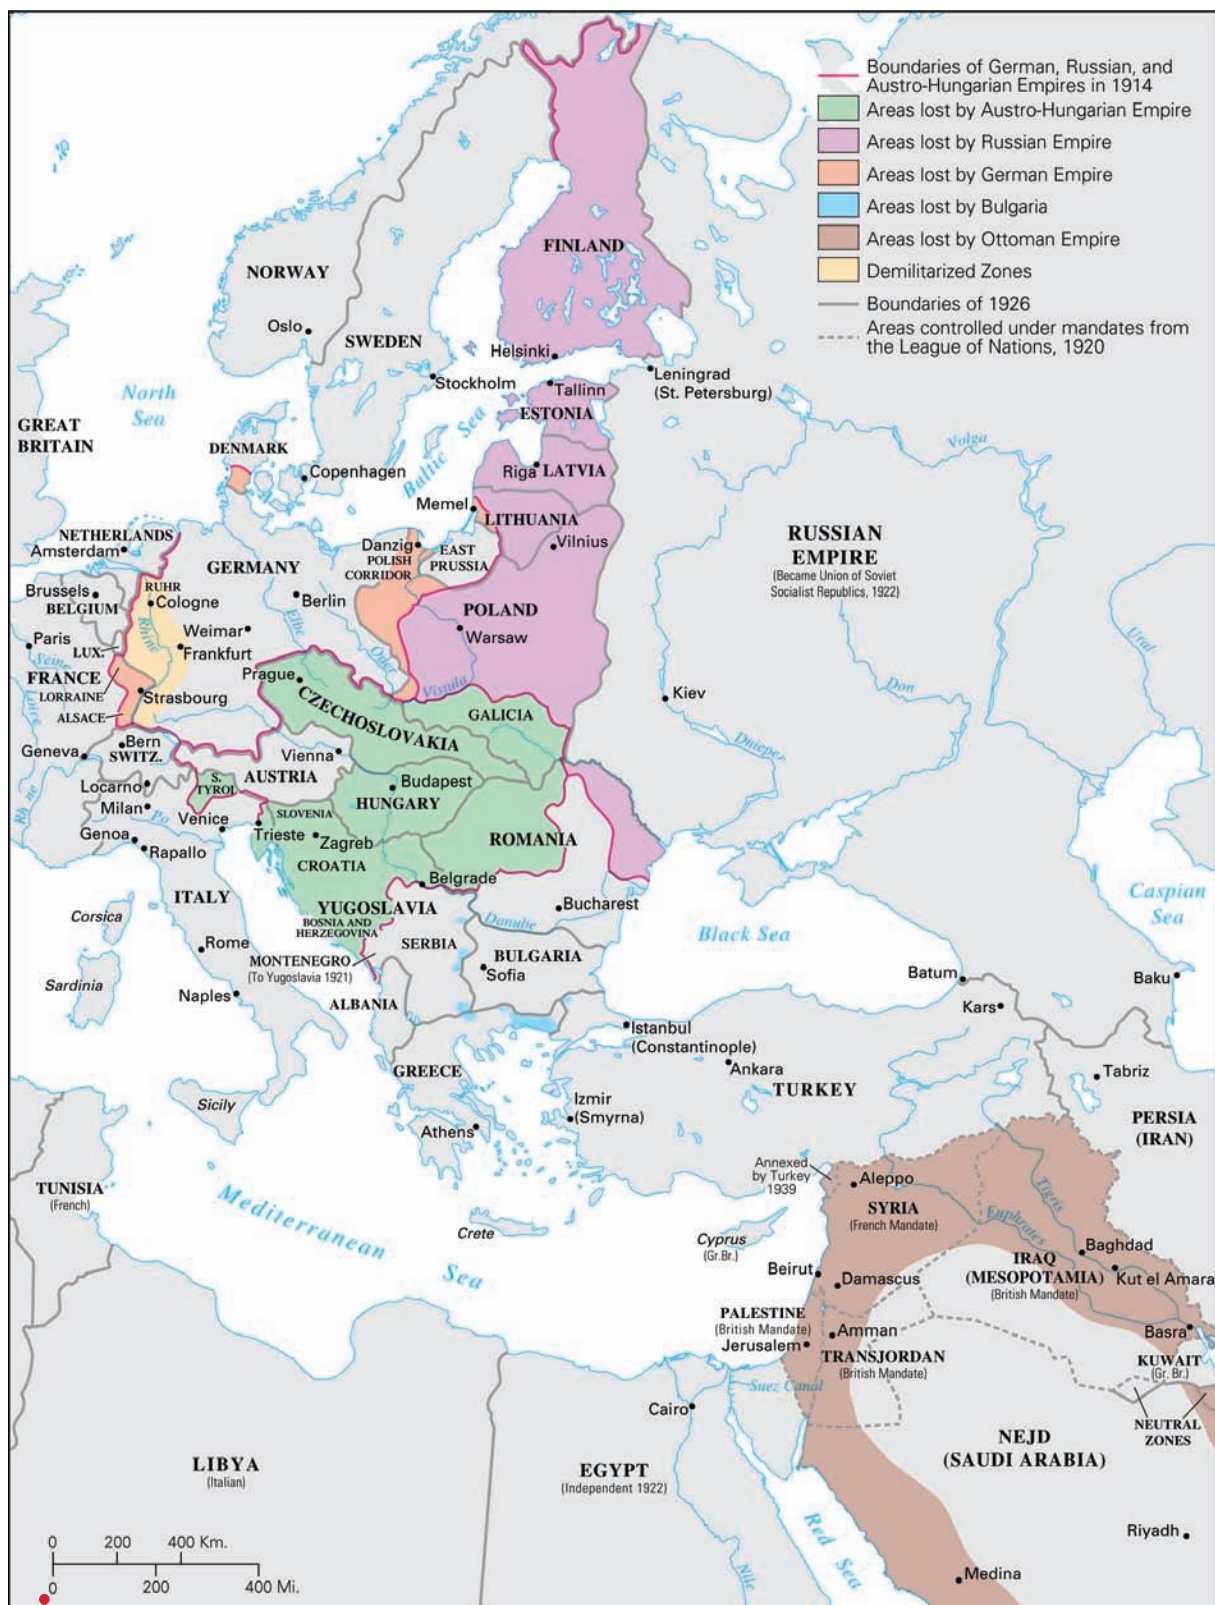 Boundaries of German, Russian, and
Austro-Hungarian Empires in 1914
Areas lost by Austro-Hungarian Empire
Areas lost by Russian Empire
Areas lost by German Empire
Areas lost by Bulgaria
Areas lost by Ottoman Empire
Demilitarized Zones
Boundaries of 1926
Areas controlled under mandates from
the League of Nations, 1920
FINLAND
NORWAY
Oslo
SWEDEN
Helsinki
Stockholm
Leningrad
(St. Petersburg)
Tallinn
ESTONIA
North
Sea
GREAT
BRITAIN
DENMARK
Copenhagen
Baltic Sea
Riga
LATVIA
Volga
Memel
LITHUANIA
Vilnius
NETHERLANDS
Amsterdam
Danzig
POLISH
CORRIDOR
EAST
PRUSSIA
RUSSIAN
EMPIRE
(Became Union of Soviet
Socialist Republics, 1922)
GERMANY
Brussels
BELGIUM
RUHR
Cologne
Rhine
Berlin
Elbe
Oder
POLAND
Warsaw
Weimar
Frankfurt
Paris
Seine
LUX.
FRANCE
LORRAINE
ALSACE
Strasbourg
Loire
Prague
CZECHOSLOVAKIA
Vistula
GALICIA
Kiev
Don
Ural
Dnieper
Geneva
Bern
SWITZ.
Vienna
AUSTRIA
S.
TYROL
Budapest
HUNGARY
Locarno
Milan
Po
Venice
Rh ne
Genoa
Rapallo
SLOVENIA
Trieste
Zagreb
CROATIA
ROMANIA
Belgrade
ITALY
YUGOSLAVIA
BOSNIA AND
HERZEGOVINA
SERBIA
Danube
Bucharest
Corsica
Rome
MONTENEGRO
(To Yugoslavia 1921)
BULGARIA
Sofia
Black Sea
Caspian
Sea
Batum
Baku
Kars
Sardinia
Naples
ALBANIA
Istanbul
(Constantinople)
Ankara
TURKEY
Tabriz
GREECE
Izmir
(Smyrna)
Athens
Sicily
PERSIA
(IRAN)
TUNISIA
(French)
Mediterranean Sea
Crete
Cyprus
(Gr.Br.)
Annexed
by Turkey
1939
Aleppo
SYRIA
(French Mandate)
Tigris
Euphrates
Baghdad
IRAQ
(MESOPOTAMIA)
(British Mandate)
Kut el Amara
Beirut
Damascus
PALESTINE
(British Mandate)
Jerusalem
Amman
TRANSJORDAN
(British Mandate)
Basra
KUWAIT
(Gr. Br.)
Suez Canal
Cairo
NEUTRAL
ZONES
NEJD
(SAUDI ARABIA)
LIBYA
(Italian)
EGYPT
(Independent 1922)
Red Sea
Nile
Riyadh
Medina
0 200 400 Km.
0 200 400 Mi.